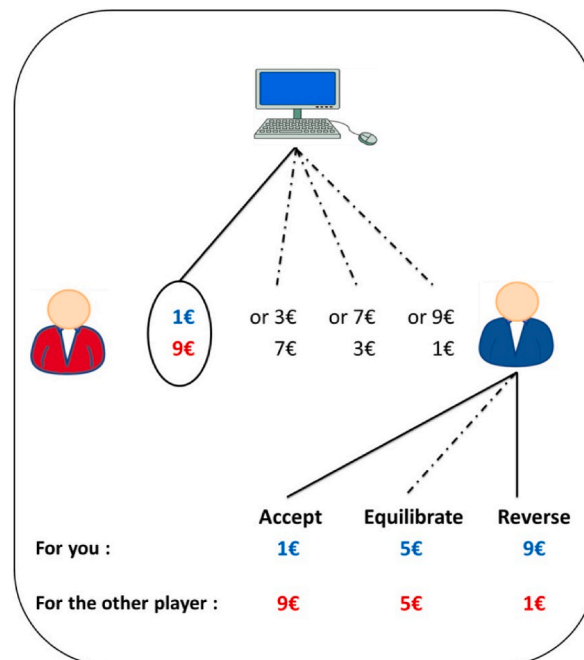 1€ or 3€ or 7€ or 9€
9€ 7€ 3€ 1€
Accept Equilibrate Reverse
For you : 1€ 5€ 9€
For the other player : 9€ 5€ 1€